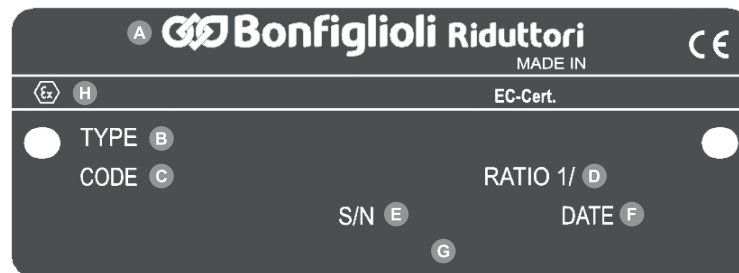 A Bonfiglioli Riduttori
MADE IN
CE
Ex H EC-Cert.
TYPE B
CODE C RATIO 1/ D
S/N E DATE F
G